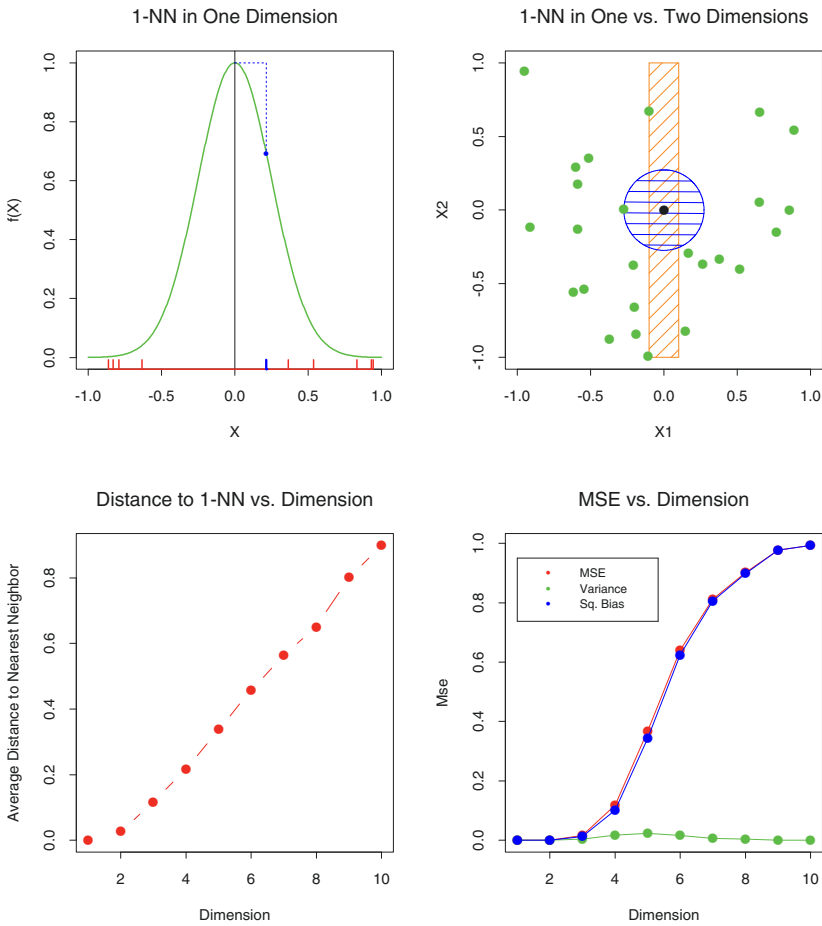 1-NN in One Dimension
f(X)
1.0
0.8
0.6
0.4
0.2
0.0
-1.0 -0.5 0.0 0.5 1.0
X
1-NN in One vs. Two Dimensions
X2
1.0
0.5
0.0
-0.5
-1.0
-1.0 -0.5 0.0 0.5 1.0
X1
Distance to 1-NN vs. Dimension
Average Distance to Nearest Neighbor
0.8
0.6
0.4
0.2
0.0
2 4 6 8 10
Dimension
MSE vs. Dimension
Mse
1.0
0.8
0.6
0.4
0.2
0.0
MSE
Variance
Sq. Bias
2 4 6 8 10
Dimension